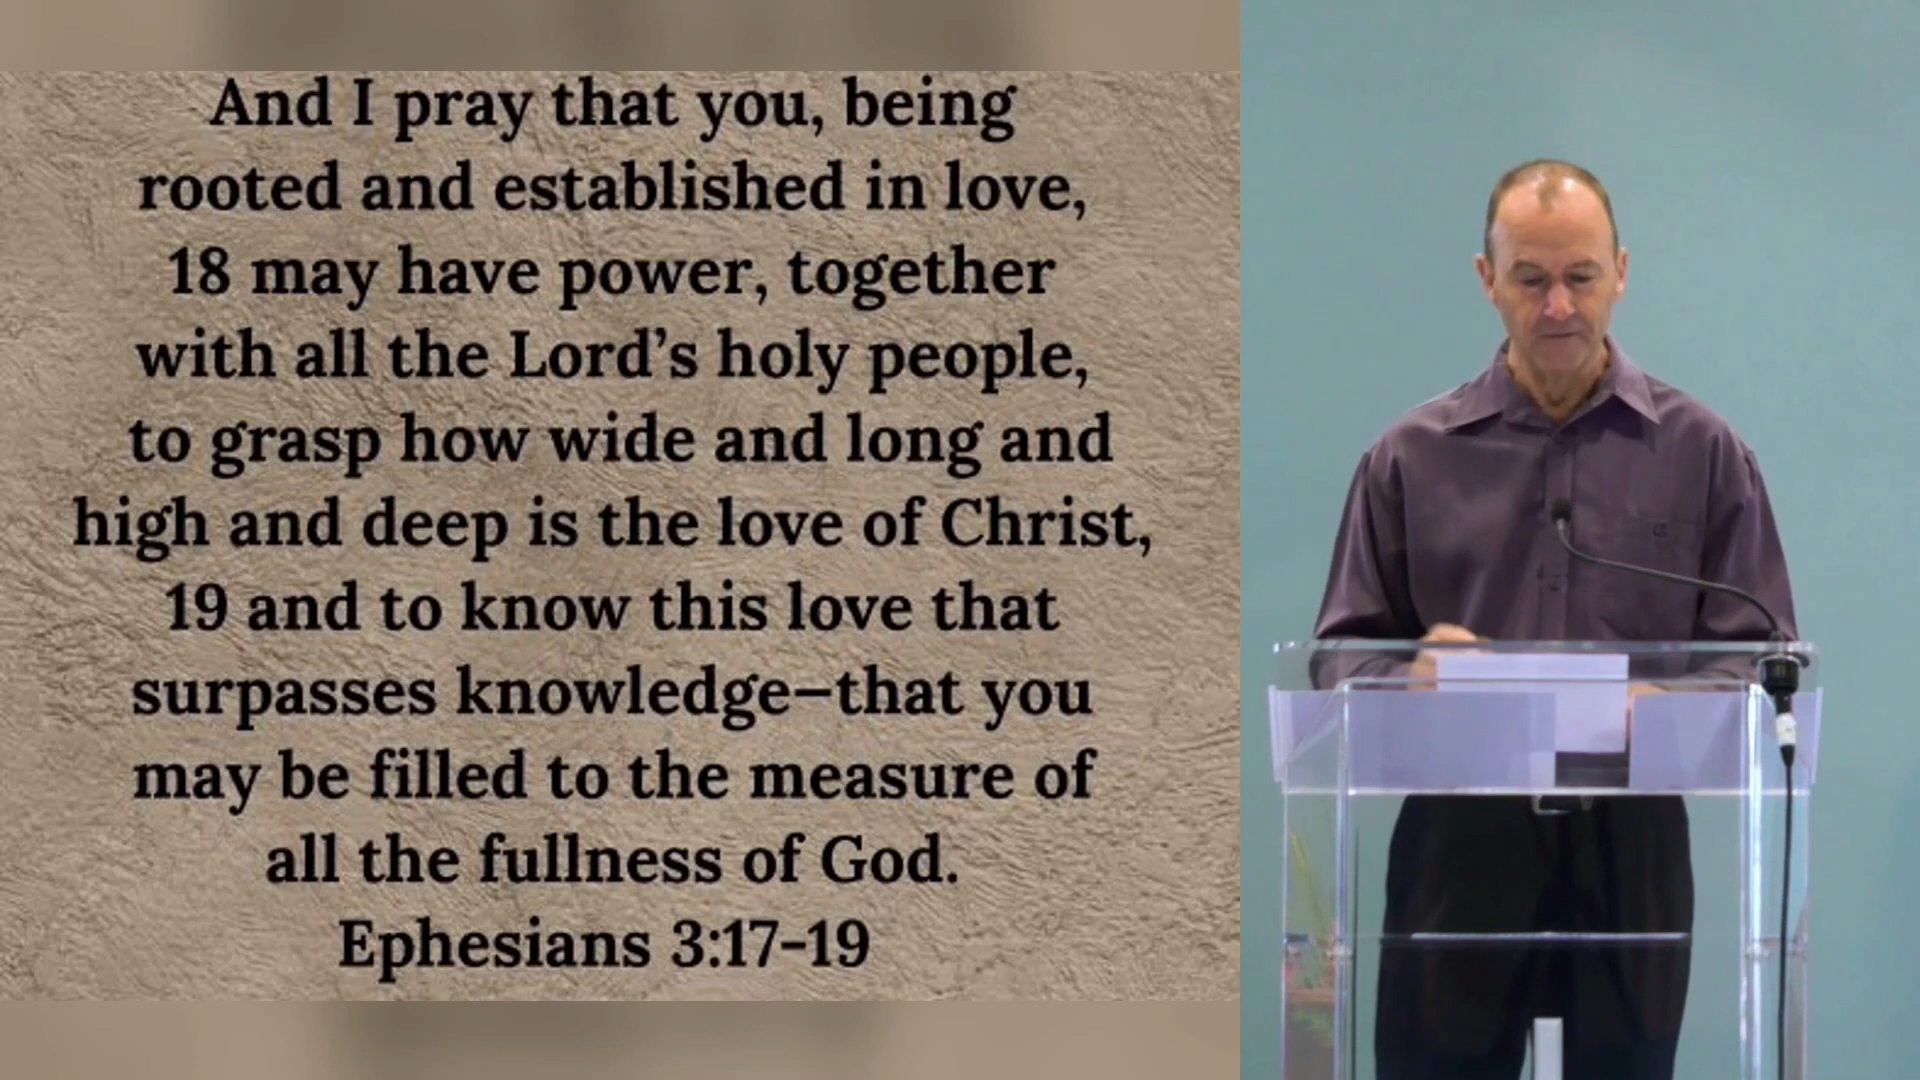 And I pray that you, being
rooted and established in love,
18 may have power, together
with all the Lord’s holy people,
to grasp how wide and long and
high and deep is the love of Christ,
19 and to know this love that
surpasses knowledge—that you
may be filled to the measure of
all the fullness of God.
Ephesians 3:17-19